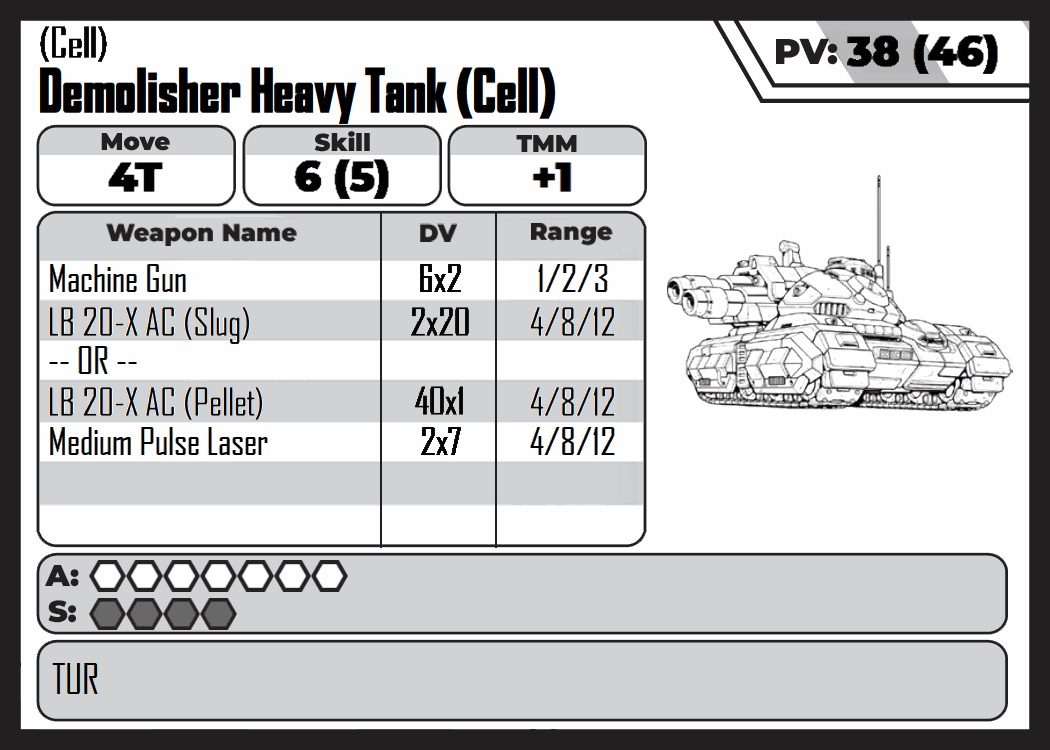 (Cell)
Demolisher Heavy Tank (Cell)
PV: 38 (46)
Move Skill TMM
4T 6 (5) +1
Weapon Name DV Range
Machine Gun 6x2 1/2/3
LB 20-X AC (Slug) 2x20 4/8/12
-- OR --
LB 20-X AC (Pellet) 40x1 4/8/12
Medium Pulse Laser 2x7 4/8/12
A:
S:
TUR